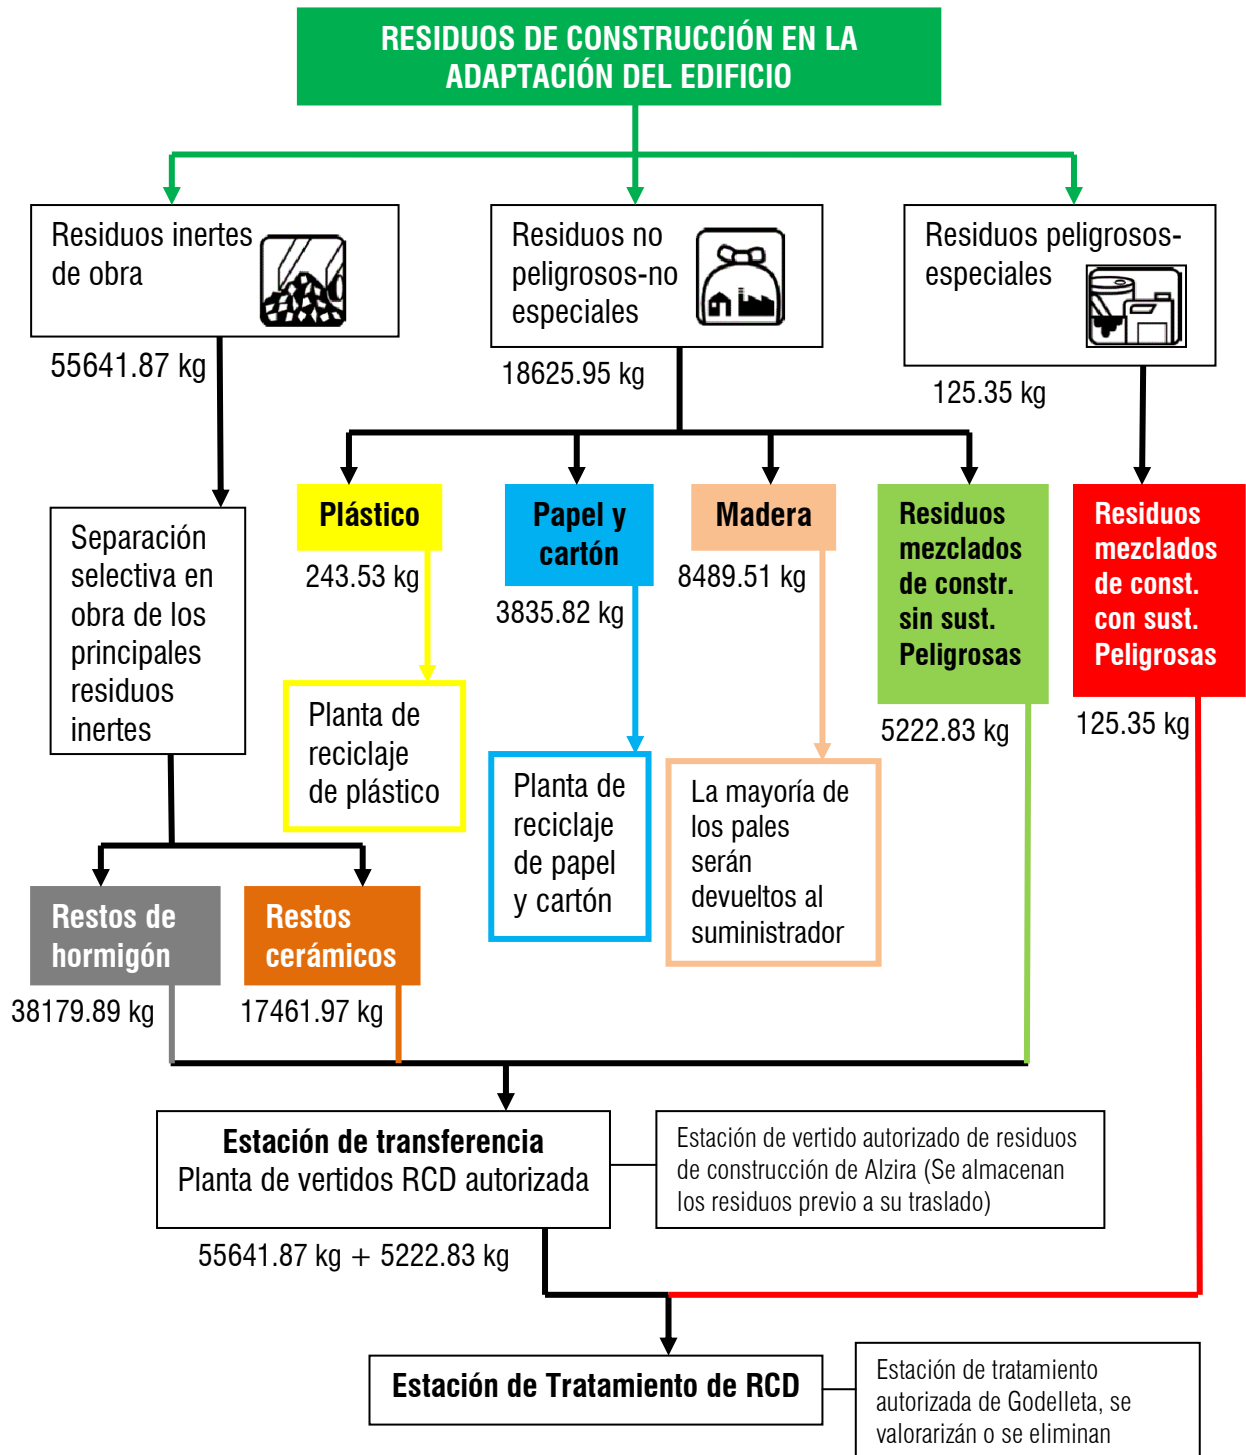 RESIDUOS DE CONSTRUCCIÓN EN LA
ADAPTACIÓN DEL EDIFICIO
Residuos inertes
de obra
55641.87 kg
Residuos no
peligrosos-no
especiales
18625.95 kg
Residuos peligrosos-
especiales
125.35 kg
Separación
selectiva en
obra de los
principales
residuos
inertes
Plástico
243.53 kg
Planta de
reciclaje
de plástico
Papel y
cartón
3835.82 kg
Planta de
reciclaje
de papel
y cartón
Madera
8489.51 kg
La mayoría de
los pales
serán
devueltos al
suministrador
Residuos
mezclados
de constr.
sin sust.
Peligrosas
5222.83 kg
Residuos
mezclados
de const.
con sust.
Peligrosas
125.35 kg
Restos de
hormigón
38179.89 kg
Restos
cerámicos
17461.97 kg
Estación de transferencia
Planta de vertidos RCD autorizada
55641.87 kg + 5222.83 kg
Estación de vertido autorizado de residuos
de construcción de Alzira (Se almacenan
los residuos previo a su traslado)
Estación de Tratamiento de RCD
Estación de tratamiento
autorizada de Godelleta, se
valorarizán o se eliminan